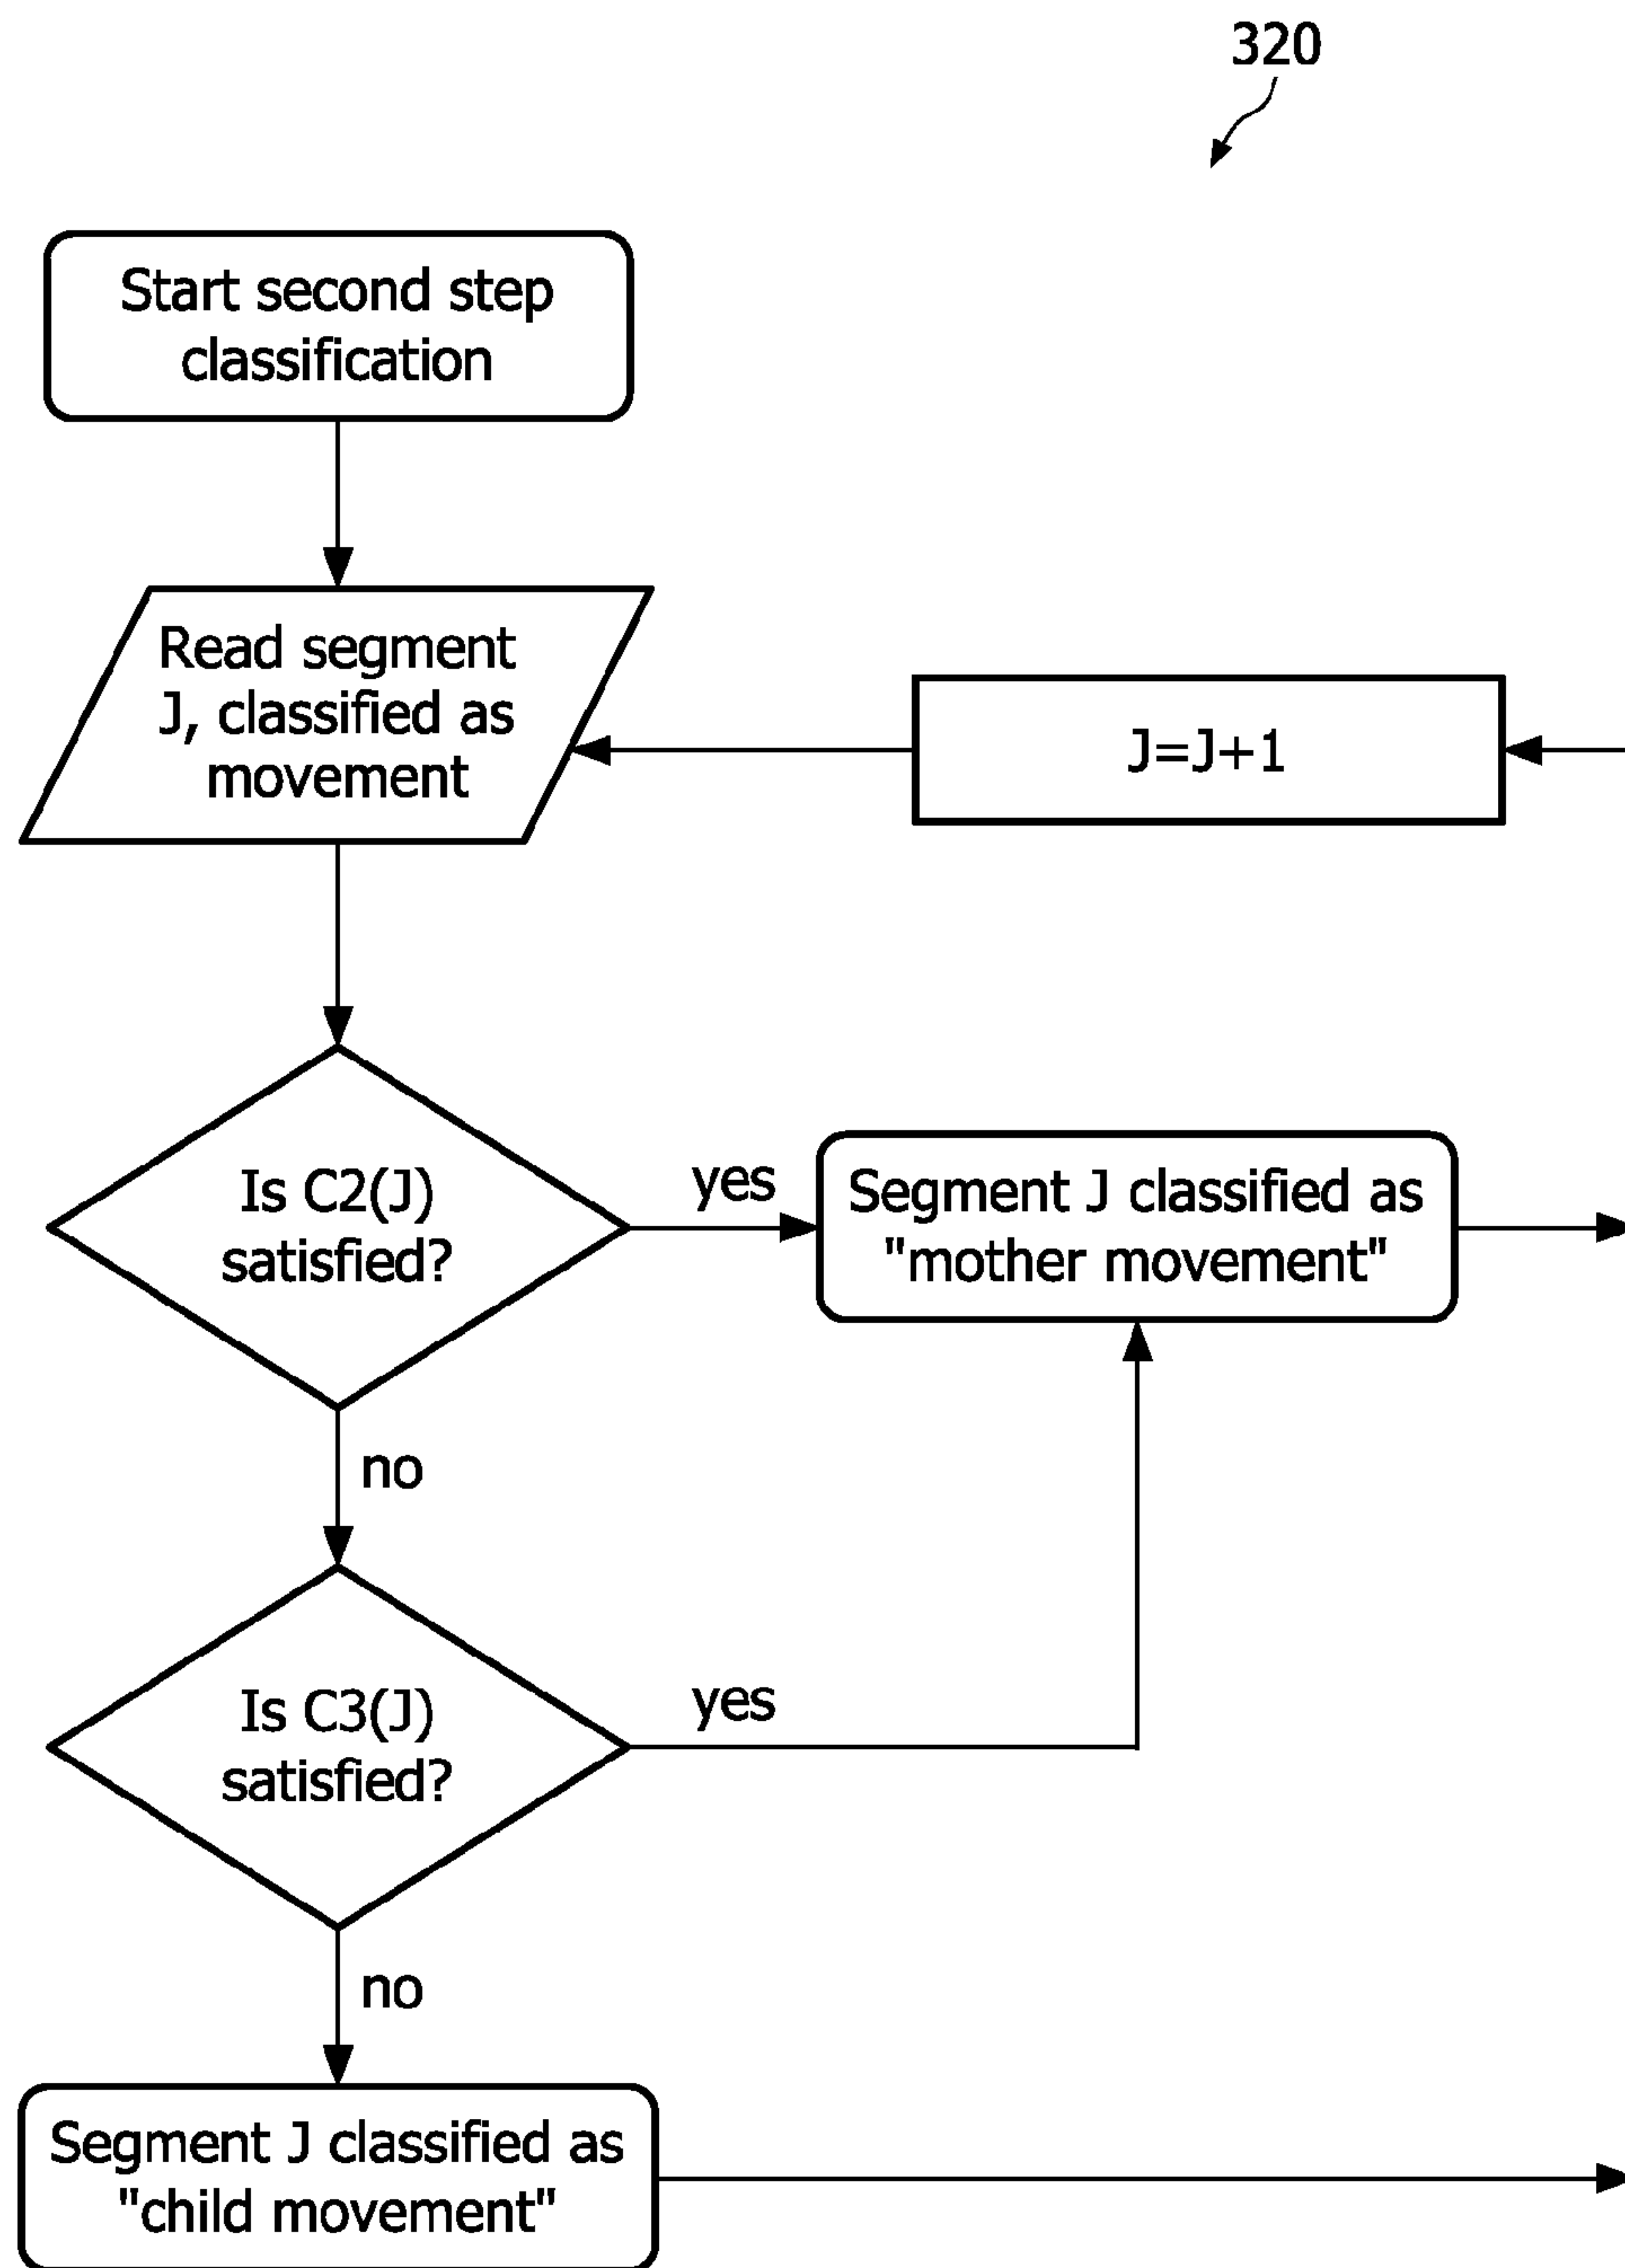 320
Start second step
classification
Read segment
J, classified as
movement
J=J+1
Is C2(J)
satisfied?
yes
Segment J classified as
"mother movement"
no
Is C3(J)
satisfied?
yes
no
Segment J classified as
"child movement"